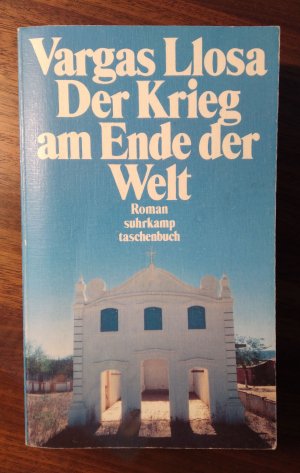 Vargas Llosa
Der Krieg
am Ende der
Welt
Roman
suhrkamp
taschenbuch